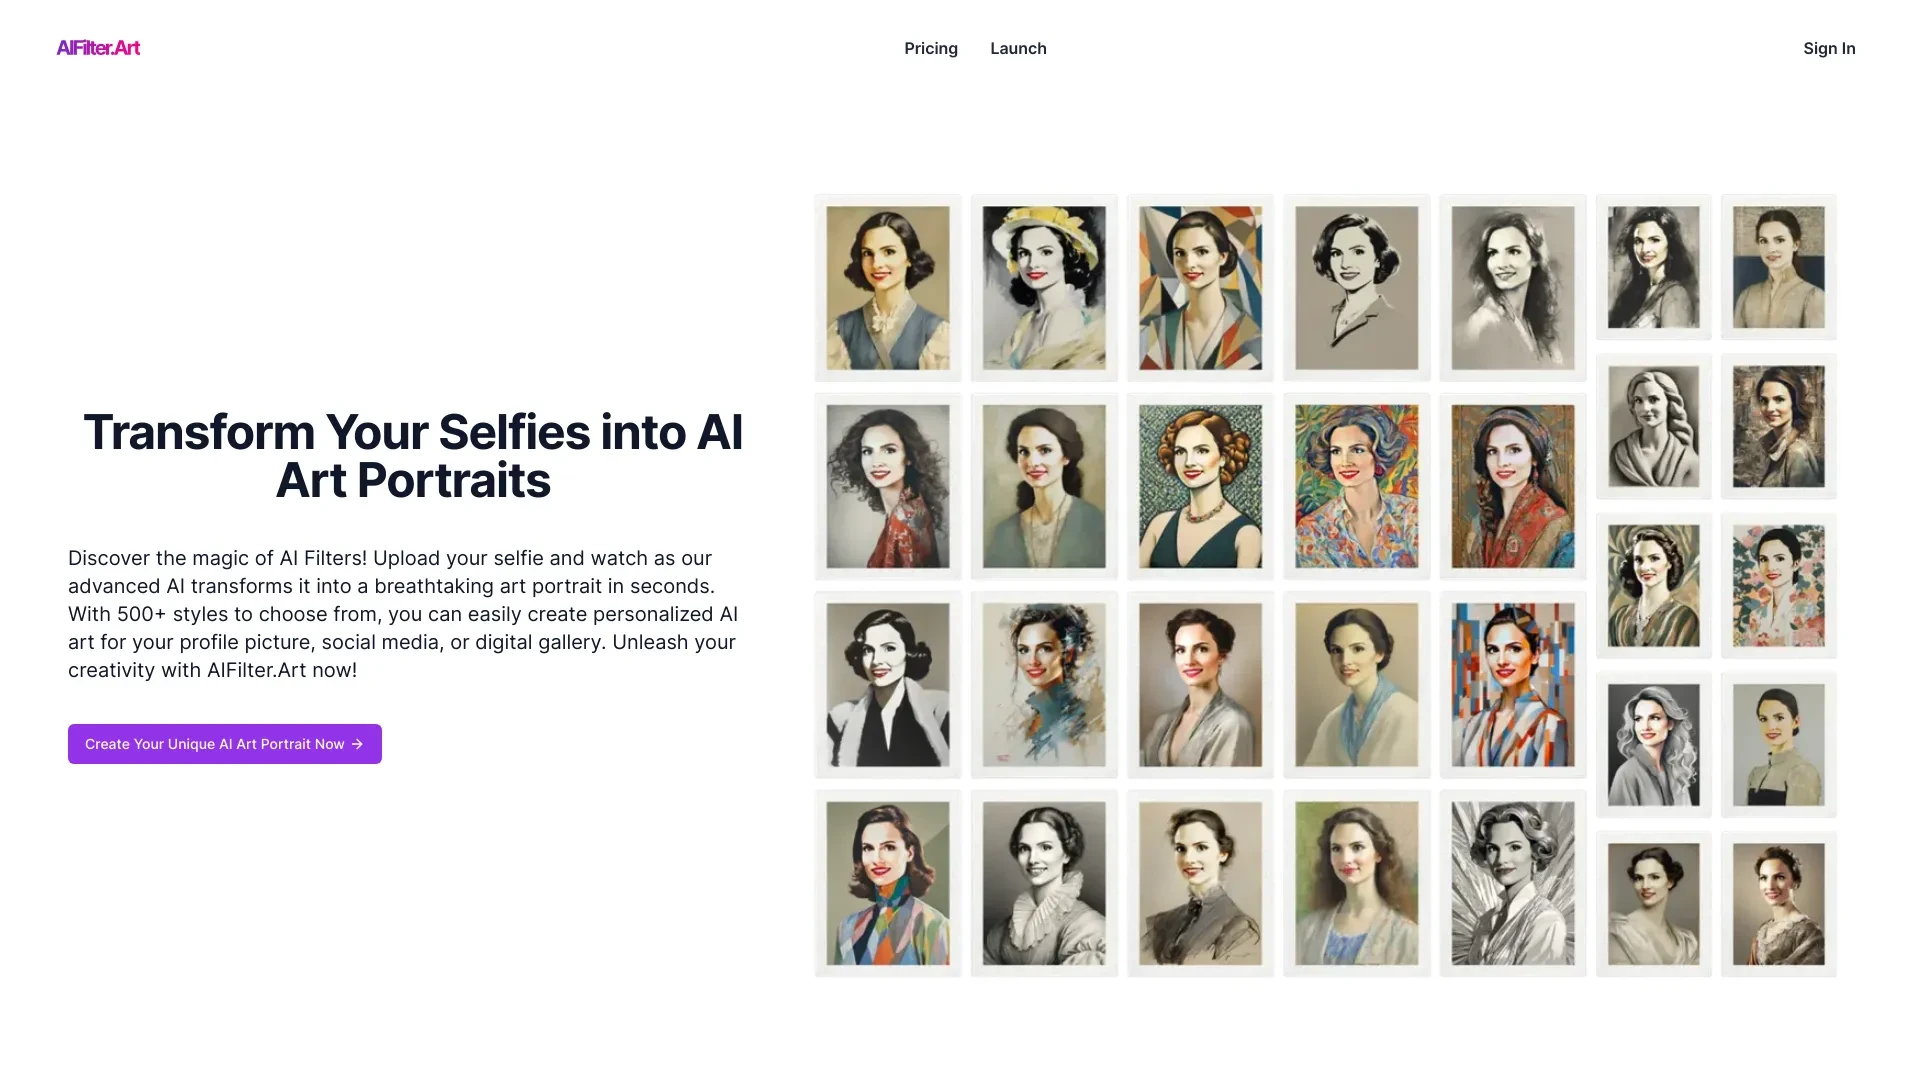 AIFilter.Art
Pricing
Launch
Sign In
Transform Your Selfies into AI
Art Portraits
Discover the magic of AI Filters! Upload your selfie and watch as our
advanced AI transforms it into a breathtaking art portrait in seconds.
With 500+ styles to choose from, you can easily create personalized AI
art for your profile picture, social media, or digital gallery. Unleash your
creativity with AIFilter.Art now!
Create Your Unique AI Art Portrait Now →